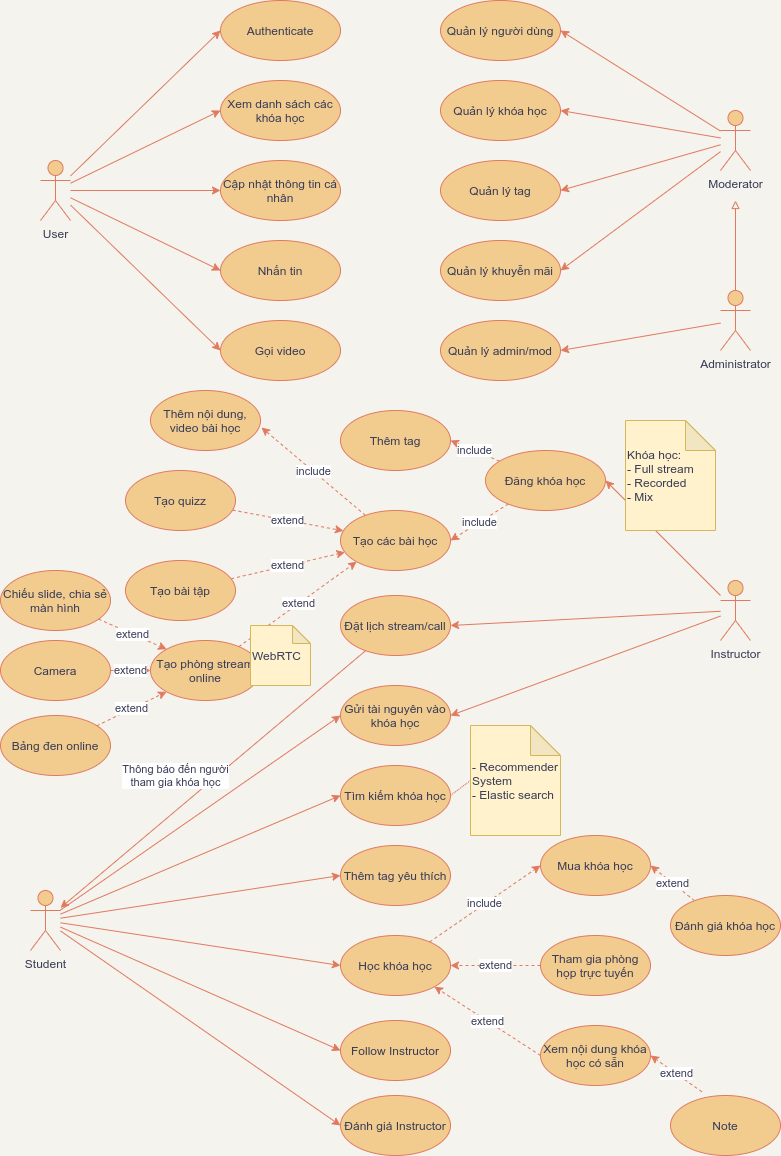 Authenticate
Quản lý người dùng
Xem danh sách các
khóa học
Quản lý khóa học
Moderator
Cập nhật thông tin cá
nhân
Quản lý tag
User
Nhắn tin
Quản lý khuyễn mãi
Gọi video
Quản lý admin/mod
Administrator
Thêm nội dung,
video bài học
Thêm tag
include
include
Đăng khóa học
Khóa học:
- Full stream
- Recorded
- Mix
Tạo quizz
extend
include
Tạo các bài học
extend
Tạo bài tập
extend
Chiếu slide, chia sẻ
màn hình
extend
Đặt lịch stream/call
Instructor
Camera
extend
Tạo phòng stream
online
WebRTC
extend
Bảng đen online
Gửi tài nguyên vào
khóa học
Thông báo đến người
tham gia khóa học
Tìm kiếm khóa học
- Recommender
System
- Elastic search
Thêm tag yêu thích
Mua khóa học
extend
include
Đánh giá khóa học
Student
Học khóa học
extend
Tham gia phòng
họp trực tuyến
extend
Follow Instructor
Xem nội dung khóa
học có sẵn
extend
Đánh giá Instructor
Note